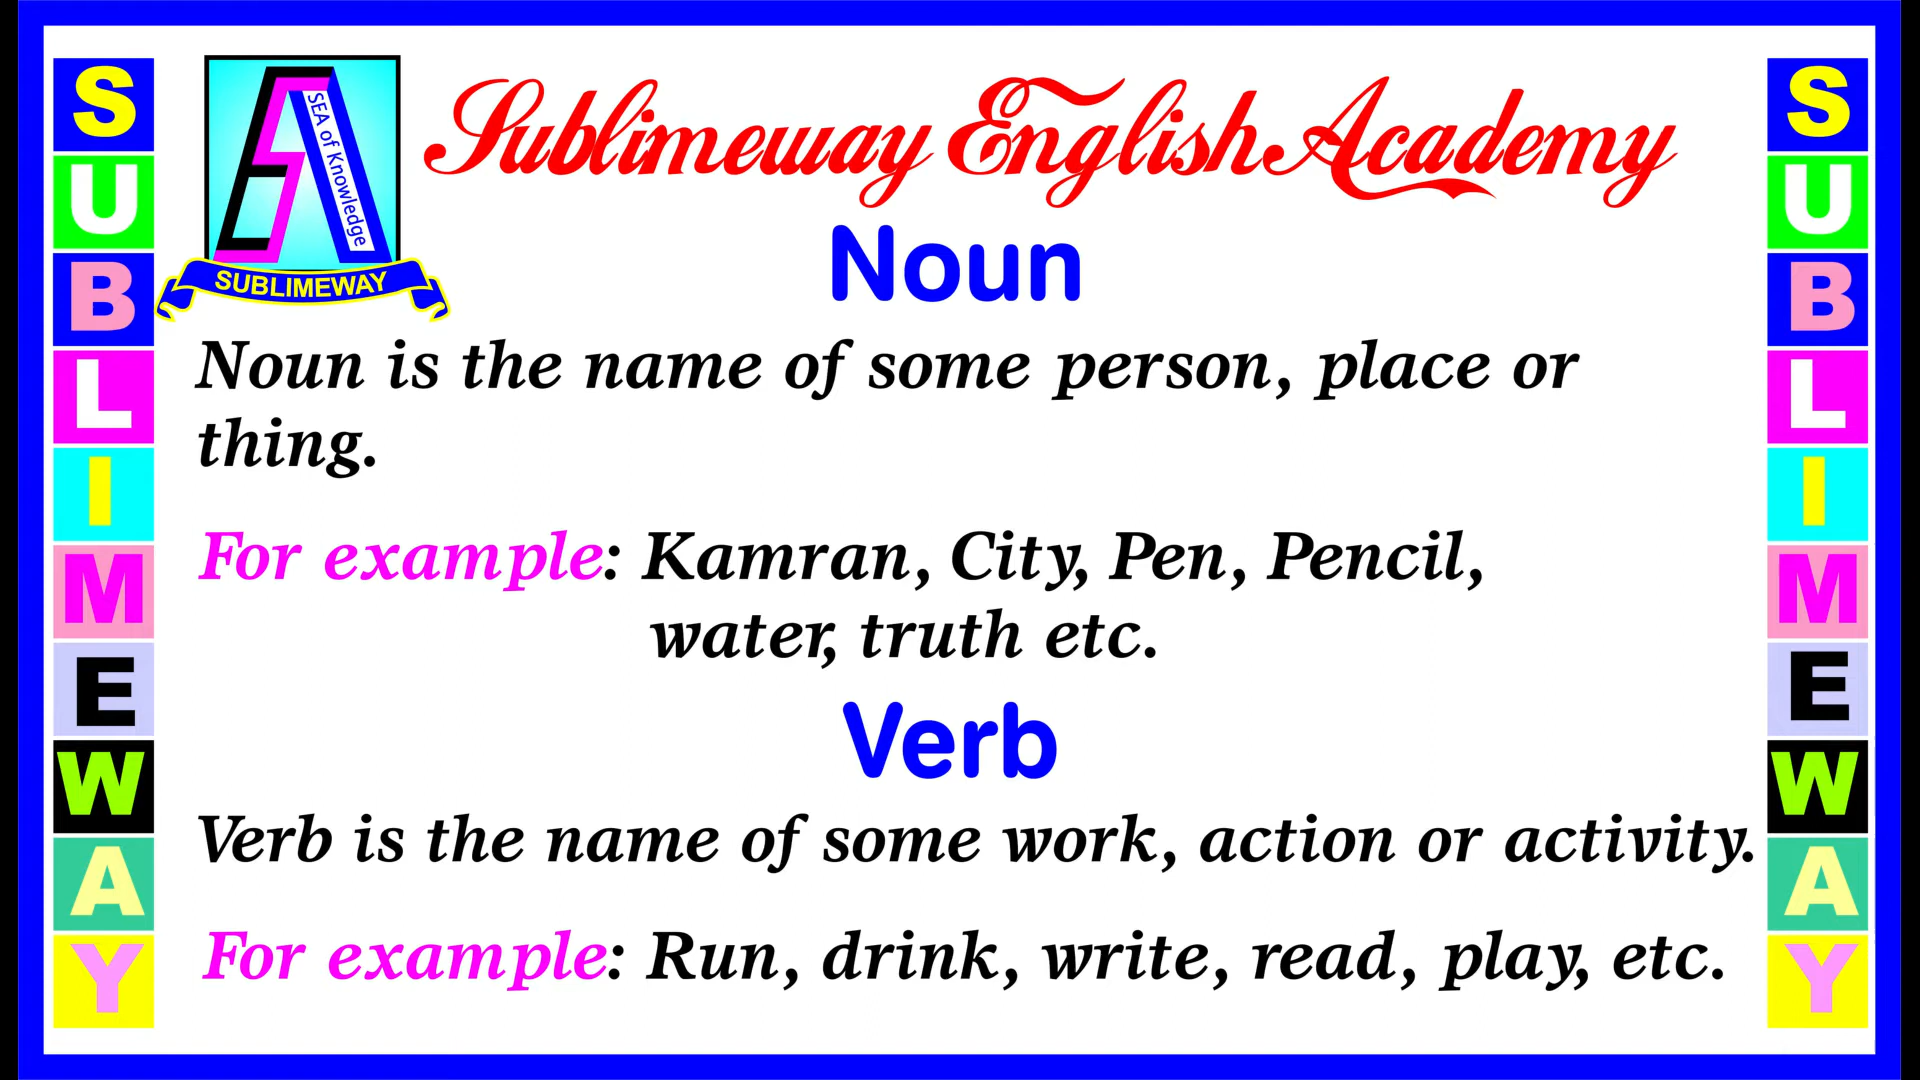 S
U
B
L
I
M
E
W
A
Y
SEA of Knowledge
SUBLIMEWAY
Sublimeway English Academy
Noun
Noun is the name of some person, place or
thing.
For example: Kamran, City, Pen, Pencil,
water, truth etc.
Verb
Verb is the name of some work, action or activity.
For example: Run, drink, write, read, play, etc.
S
U
B
L
I
M
E
W
A
Y